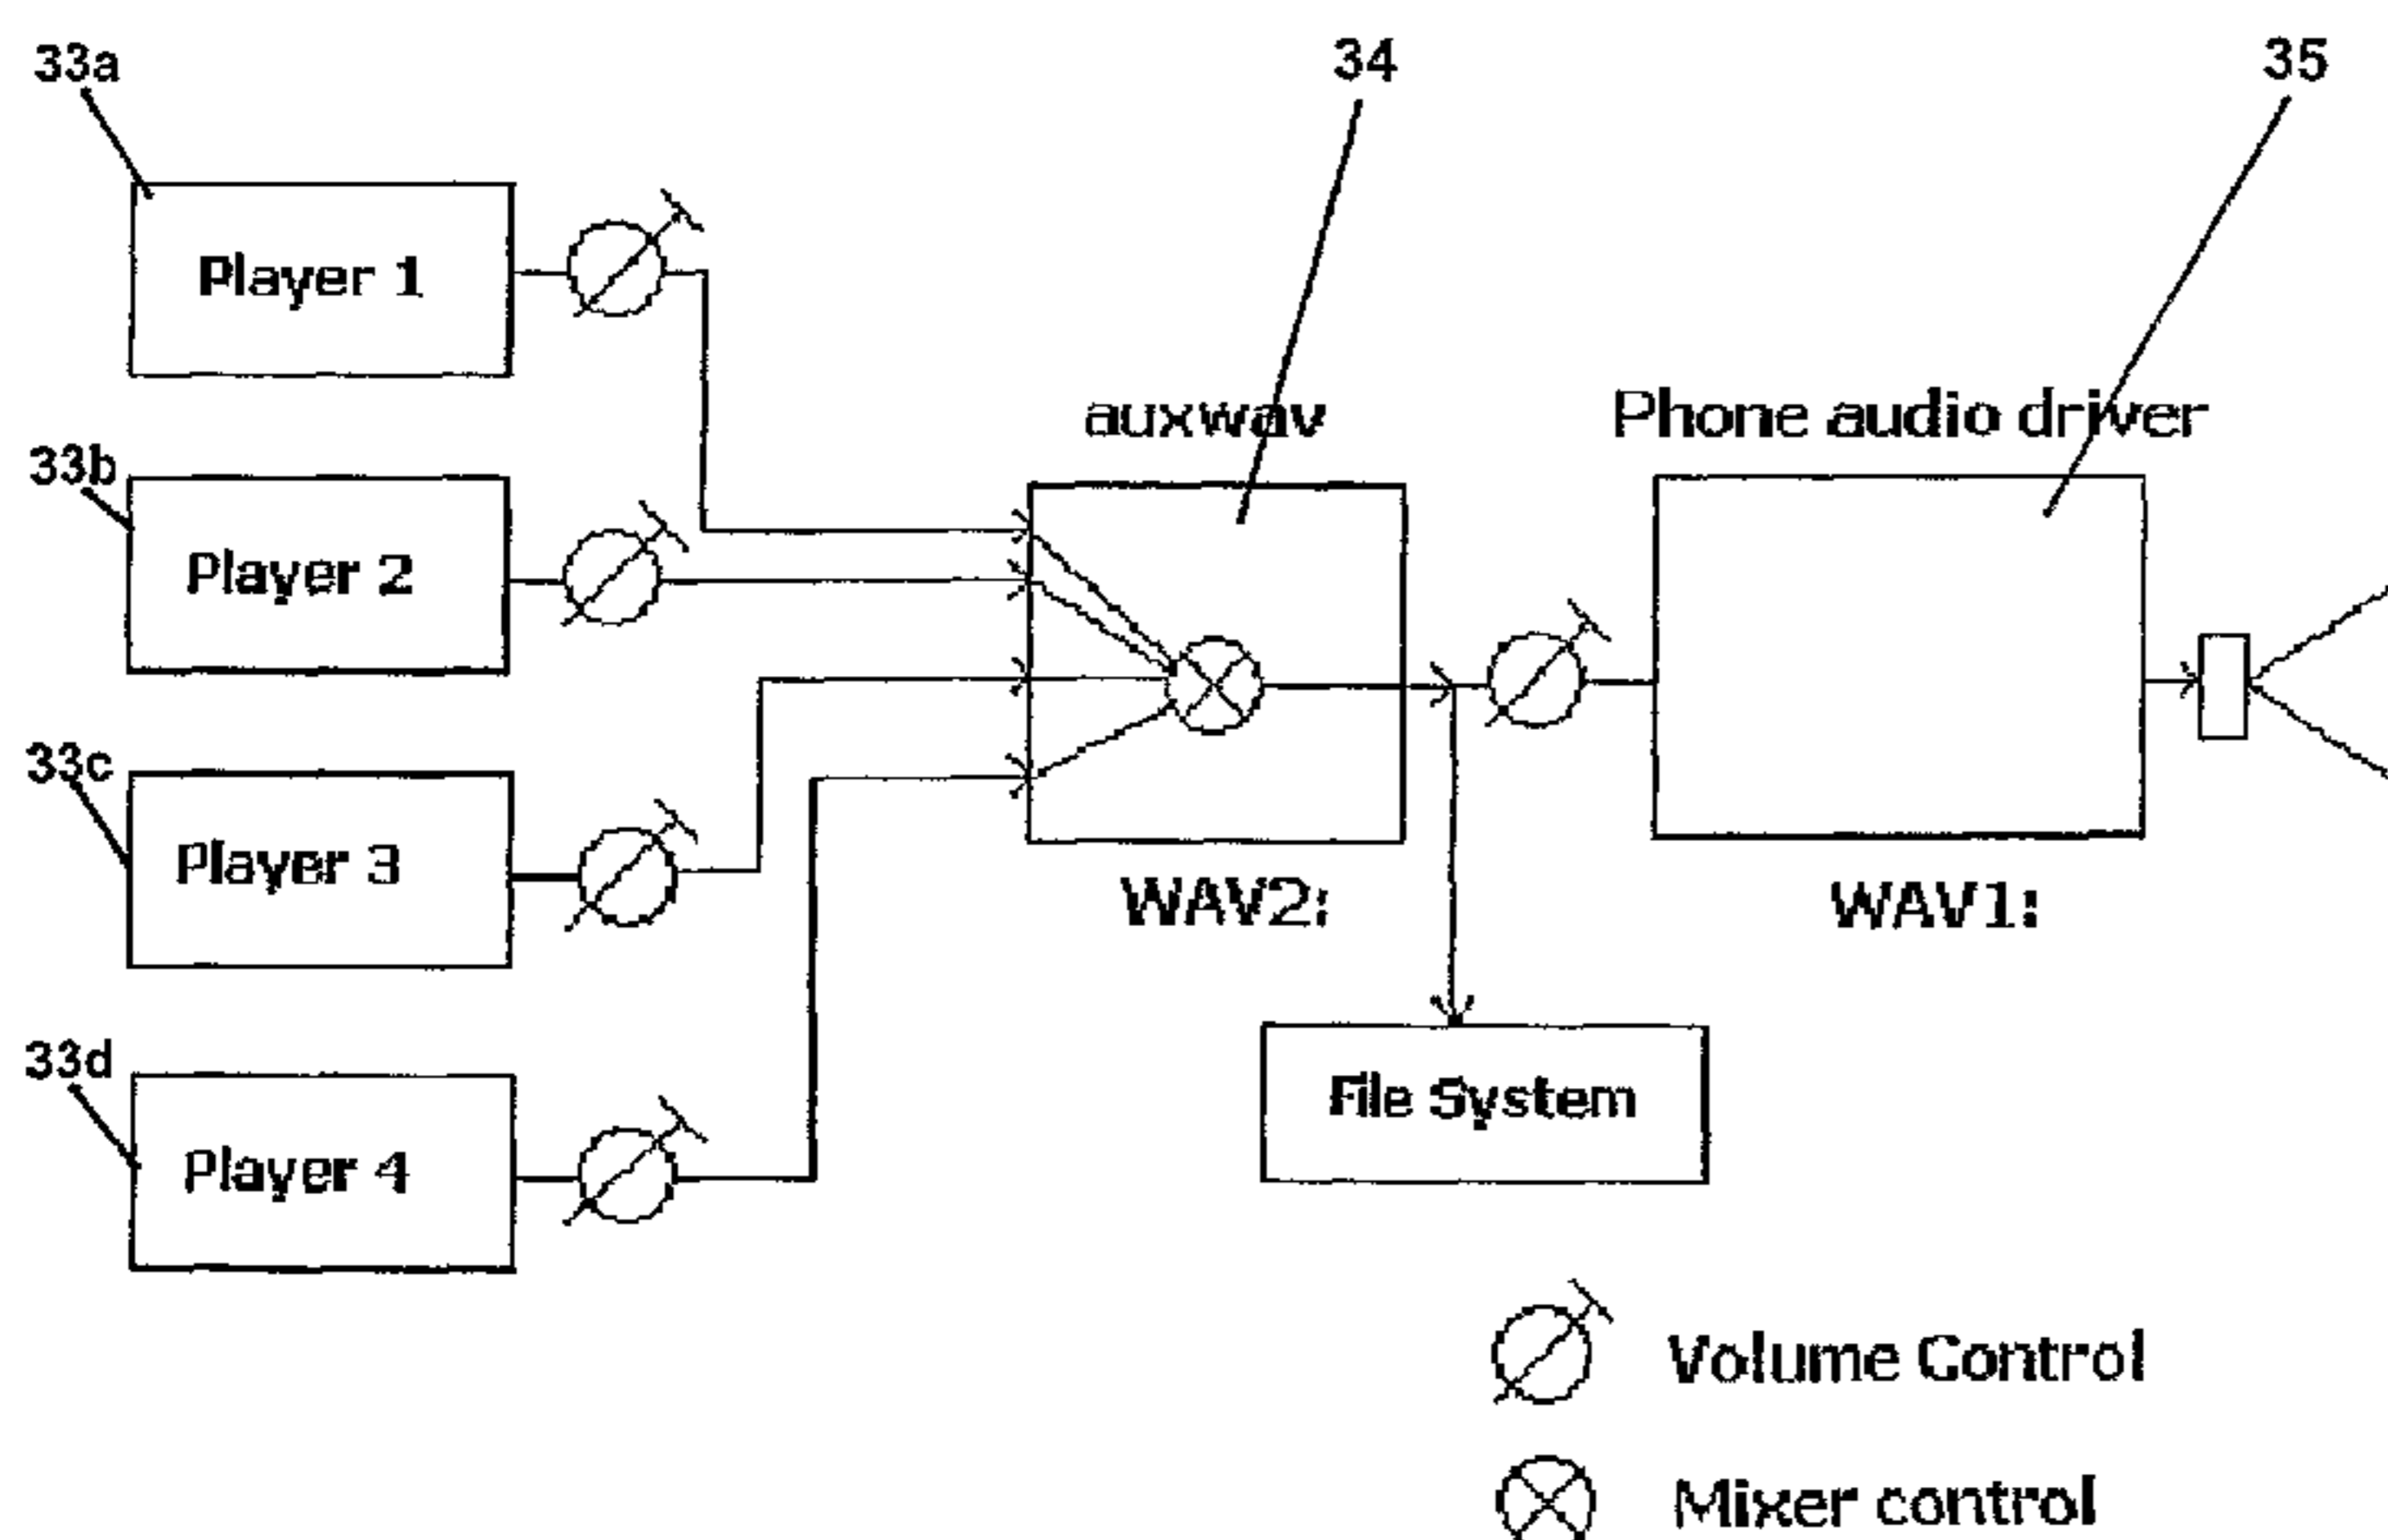 33a
34
35
Player 1
auxwav
Phone audio driver
33b
Player 2
33c
Player 3
WAV2:
WAV1:
33d
Player 4
File System
Volume Control
Mixer control